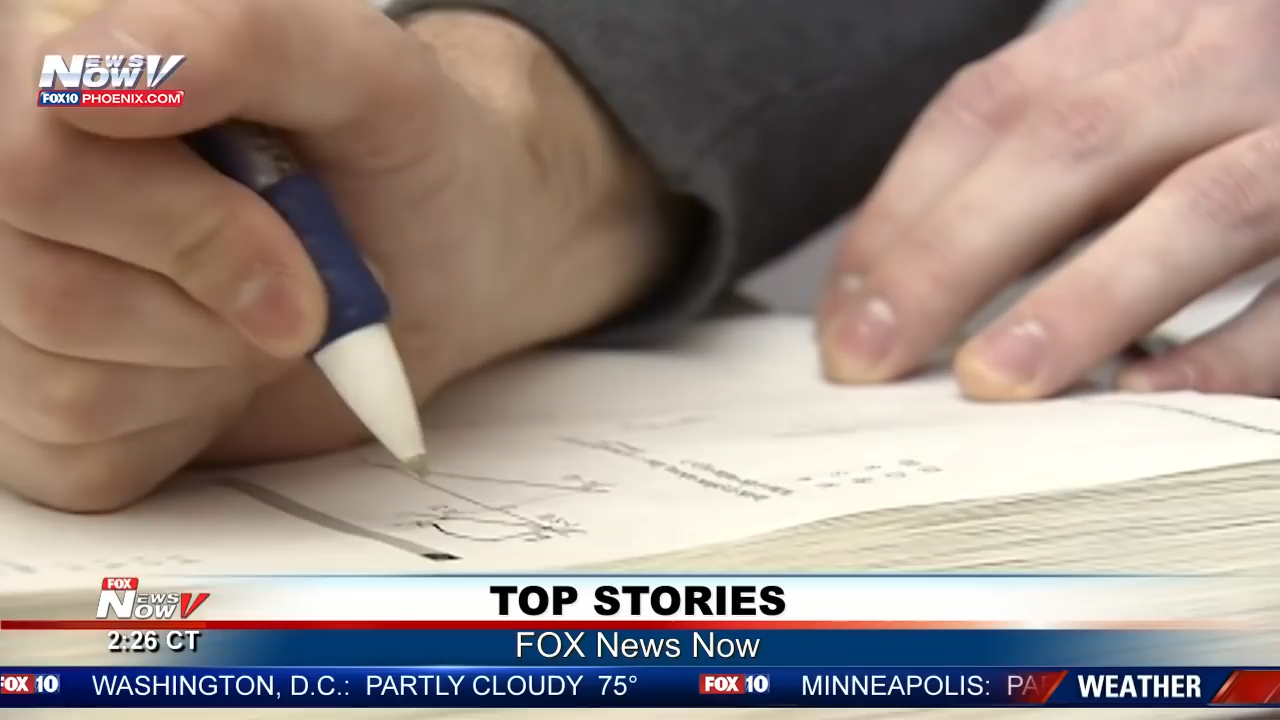 NEWS
NOW
FOX10 PHOENIX.COM
TOP STORIES
FOX
NEWS
NOW
2:26 CT
FOX News Now
FOX 10 WASHINGTON, D.C.: PARTLY CLOUDY 75° FOX 10 MINNEAPOLIS: WEATHER